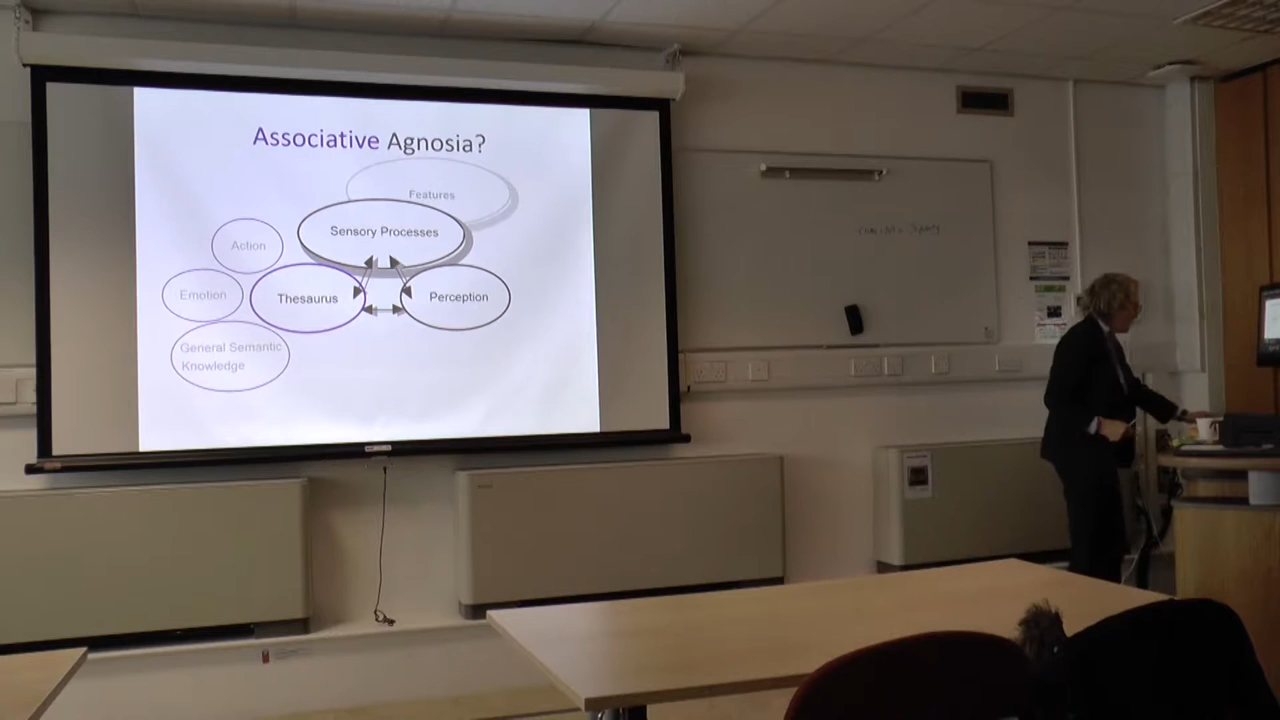 Associative Agnosia?
Features
Sensory Processes
Action
Emotion
Thesaurus
Perception
General Semantic
Knowledge